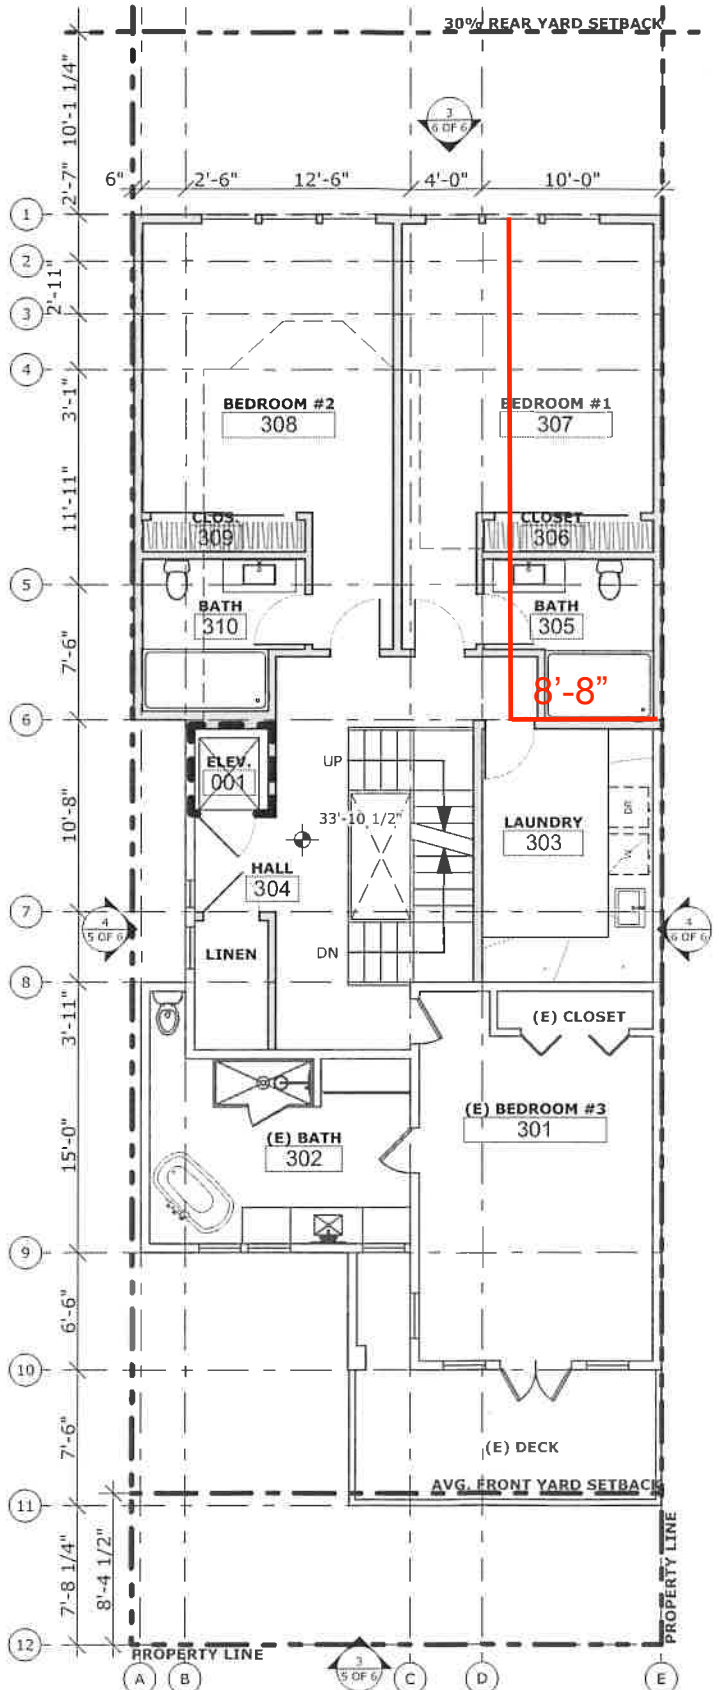 30% REAR YARD SETBACK
10'-1 1/4"
3
6 OF 6
2'-7"
6"
2'-6"
12'-6"
4'-0"
10'-0"
1
2
2'-11"
3
4
3'-1"
BEDROOM #2
308
BEDROOM #1
307
11'-11"
CLOS.
309
CLOSET
306
5
BATH
310
BATH
305
7'-6"
8'-8"
6
ELEV.
001
UP
10'-8"
33'-10 1/2"
DR
LAUNDRY
303
HALL
304
7
4
5 OF 6
4
6 OF 6
LINEN
DN
8
3'-11"
(E) CLOSET
(E) BEDROOM #3
301
(E) BATH
302
15'-0"
9
6'-6"
10
7'-6"
(E) DECK
AVG. FRONT YARD SETBACK
11
7'-8 1/4"
8'-4 1/2"
PROPERTY LINE
12
PROPERTY LINE
3
5 OF 6
A
B
C
D
E